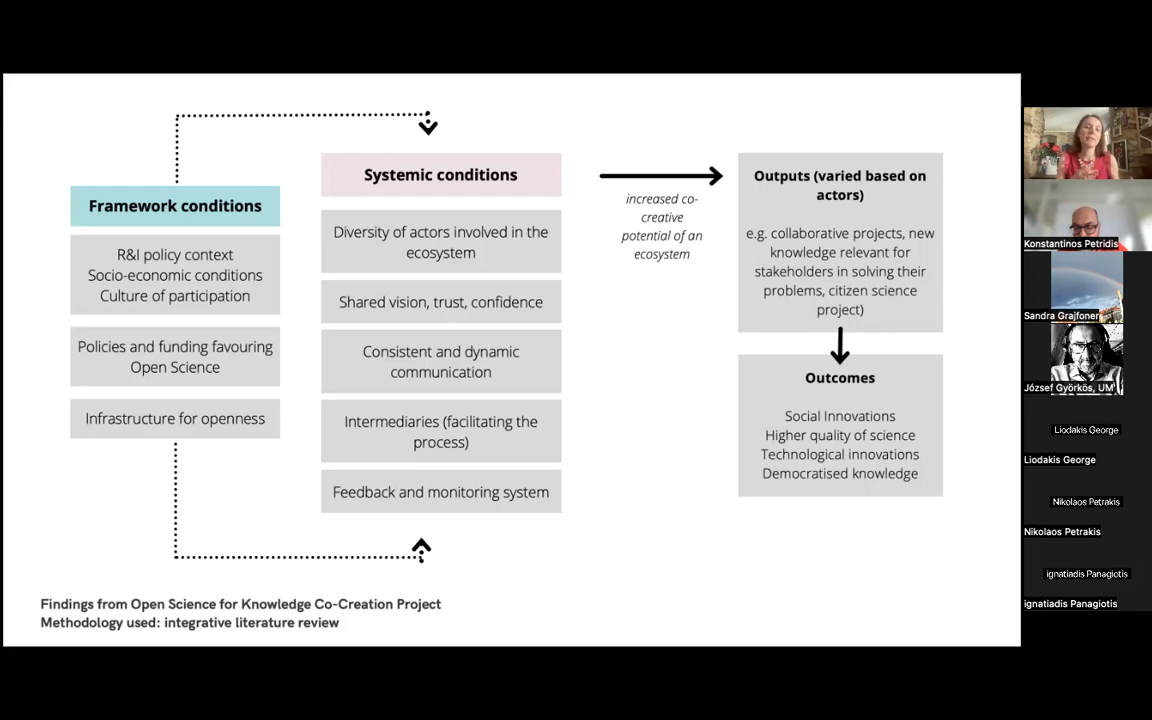 Framework conditions
R&I policy context
Socio-economic conditions
Culture of participation
Policies and funding favouring
Open Science
Infrastructure for openness
Systemic conditions
Diversity of actors involved in the
ecosystem
Shared vision, trust, confidence
Consistent and dynamic
communication
Intermediaries (facilitating the
process)
Feedback and monitoring system
increased co-
creative
potential of an
ecosystem
Outputs (varied based on
actors)
e.g. collaborative projects, new
knowledge relevant for
stakeholders in solving their
problems, citizen science
project)
Outcomes
Social Innovations
Higher quality of science
Technological innovations
Democratised knowledge
Findings from Open Science for Knowledge Co-Creation Project
Methodology used: integrative literature review
Konstantinos Petridis
Sandra Grajfoner
József Györkös, UM
Liodakis George
Liodakis George
Nikolaos Petrakis
Nikolaos Petrakis
ignatiadis Panagiotis
ignatiadis Panagiotis